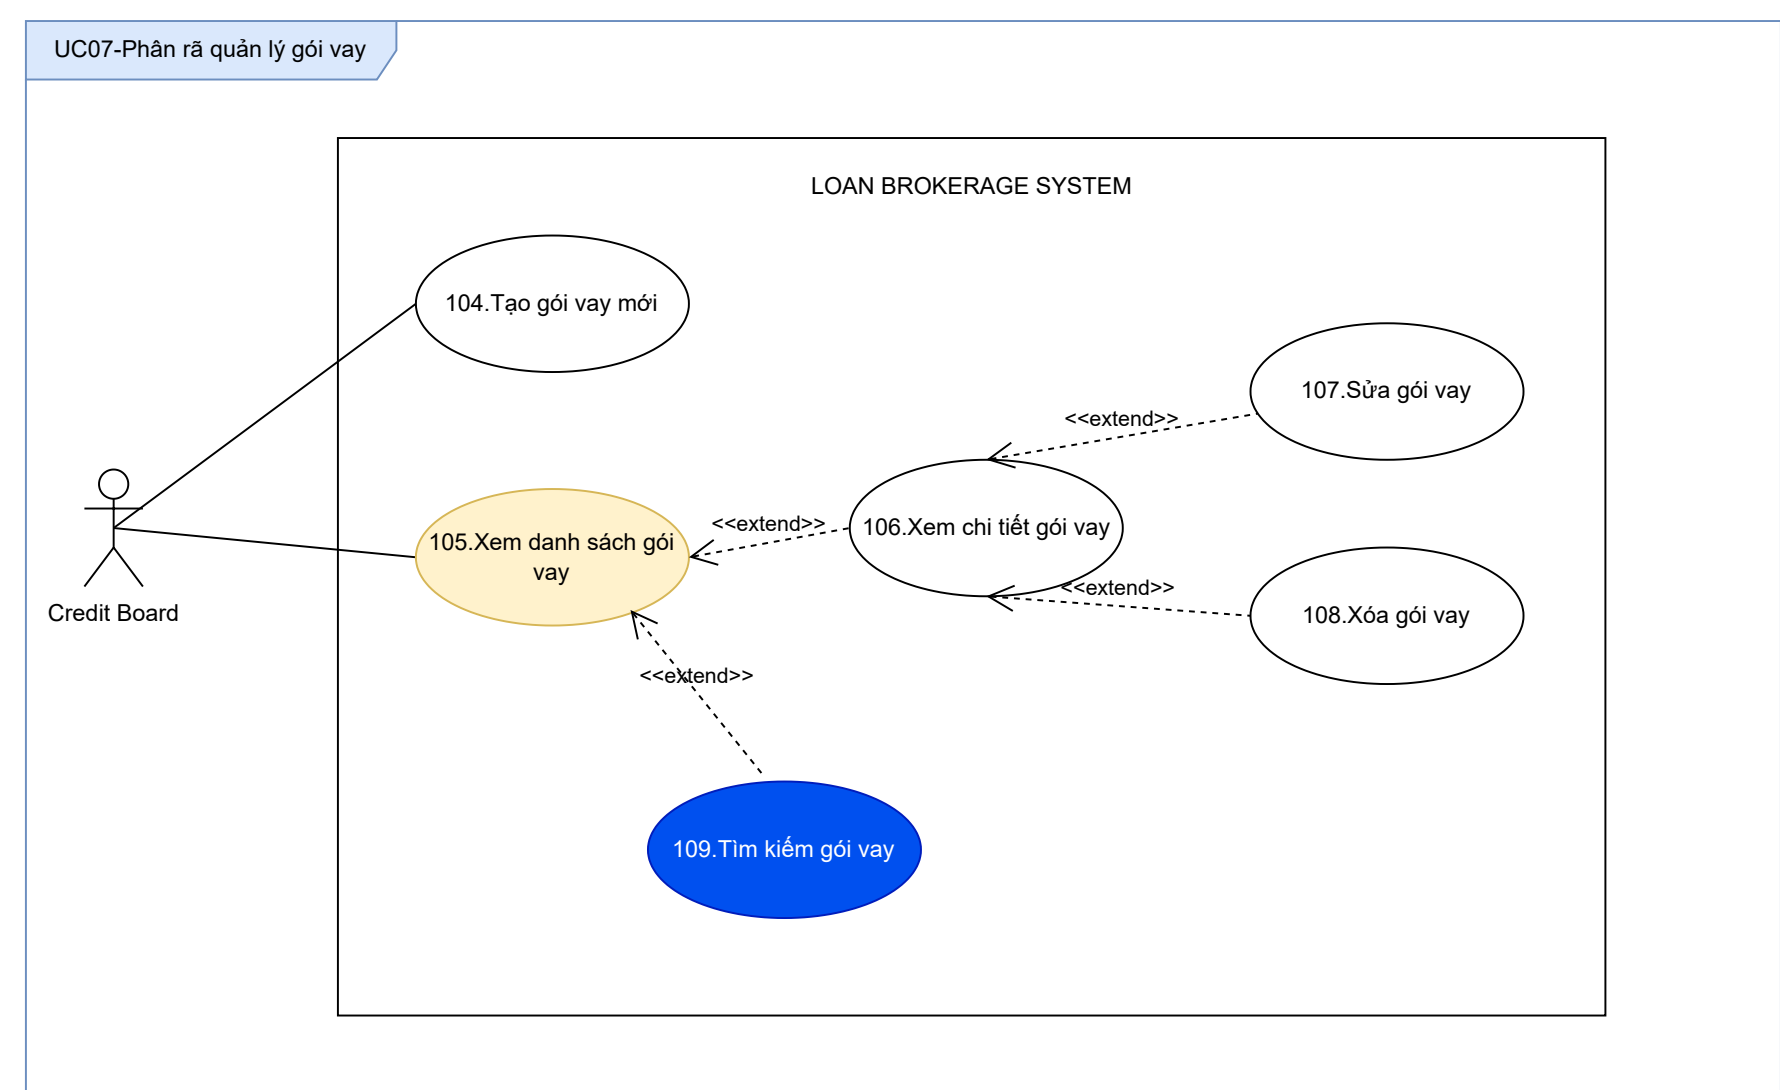 UC07-Phân rã quản lý gói vay
LOAN BROKERAGE SYSTEM
104.Tạo gói vay mới
107.Sửa gói vay
<<extend>>
<<extend>>
106.Xem chi tiết gói vay
105.Xem danh sách gói
vay
<<extend>>
108.Xóa gói vay
Credit Board
<<extend>>
109.Tìm kiếm gói vay